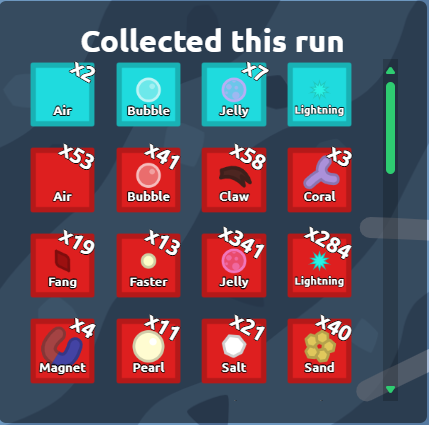 Collected this run
x2 x7
Air Bubble Jelly Lightning
x53 x41 x58 x3
Air Bubble Claw Coral
x19 x13 x341 x284
Fang Faster Jelly Lightning
x4 x11 x21 x40
Magnet Pearl Salt Sand